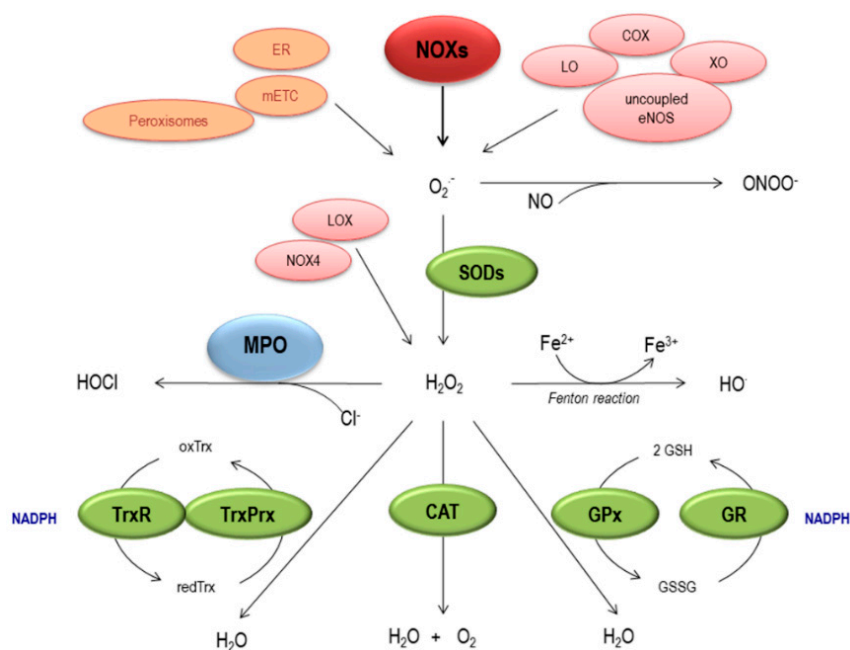 ER
NOXs
COX
LO
XO
mETC
uncoupled
eNOS
Peroxisomes
O₂·⁻
NO
ONOO⁻
LOX
NOX4
SODs
MPO
Fe²⁺
Fe³⁺
HOCl
H₂O₂
HO·
Cl⁻
Fenton reaction
oxTrx
2 GSH
NADPH
TrxR
TrxPrx
CAT
GPx
GR
NADPH
redTrx
GSSG
H₂O
H₂O + O₂
H₂O